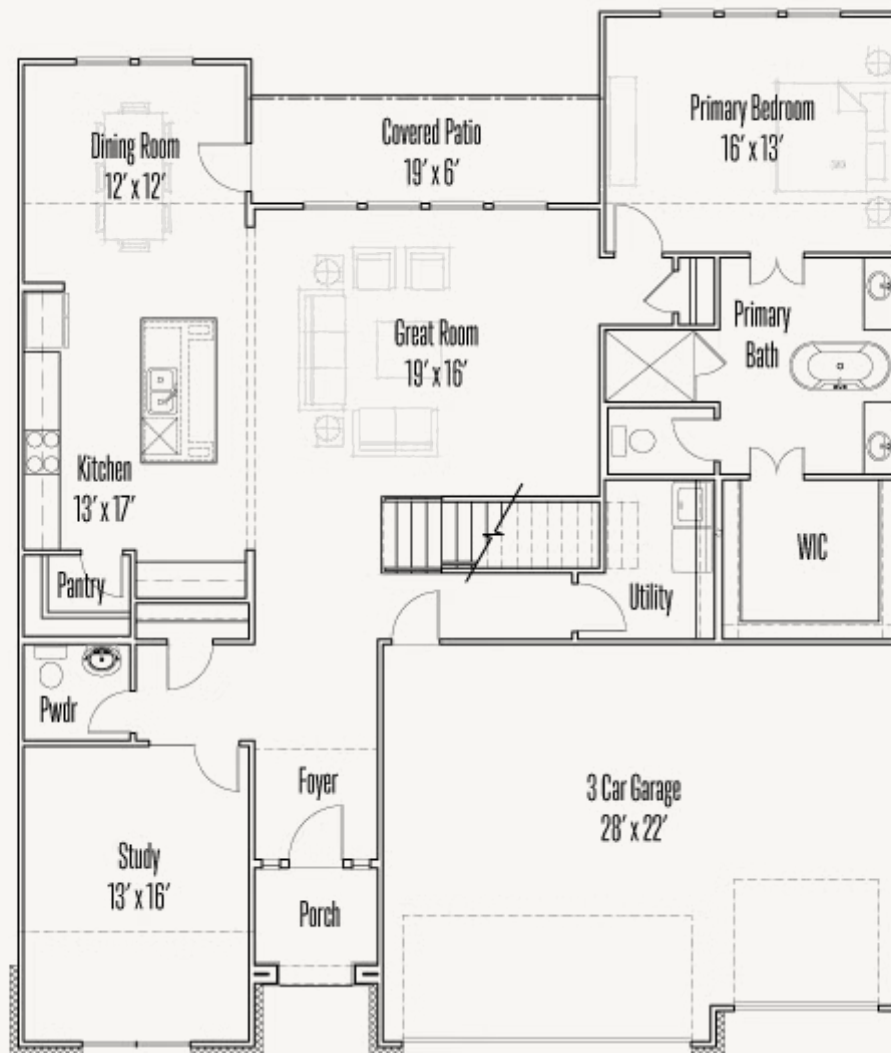 Primary Bedroom
16' x 13'
Covered Patio
19' x 6'
Dining Room
12' x 12'
Great Room
19' x 16'
Primary
Bath
Kitchen
13' x 17'
WIC
Pantry
Utility
Pwdr
Foyer
3 Car Garage
28' x 22'
Study
13' x 16'
Porch